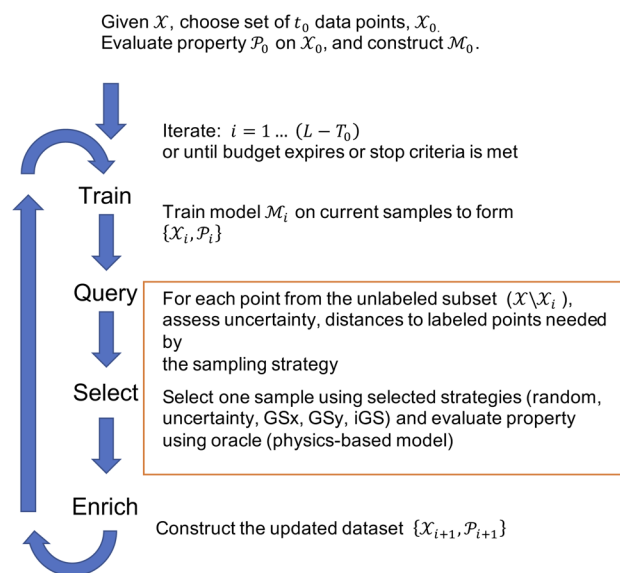 Given 𝒳, choose set of t₀ data points, 𝒳₀.
Evaluate property 𝒫₀ on 𝒳₀, and construct ℳ₀.
Iterate: i = 1 … (L − T₀)
or until budget expires or stop criteria is met
Train
Train model ℳᵢ on current samples to form
{𝒳ᵢ, 𝒫ᵢ}
Query
For each point from the unlabeled subset (𝒳\𝒳ᵢ ),
assess uncertainty, distances to labeled points needed
by
the sampling strategy
Select
Select one sample using selected strategies (random,
uncertainty, GSx, GSy, iGS) and evaluate property
using oracle (physics-based model)
Enrich
Construct the updated dataset {𝒳ᵢ₊₁, 𝒫ᵢ₊₁}